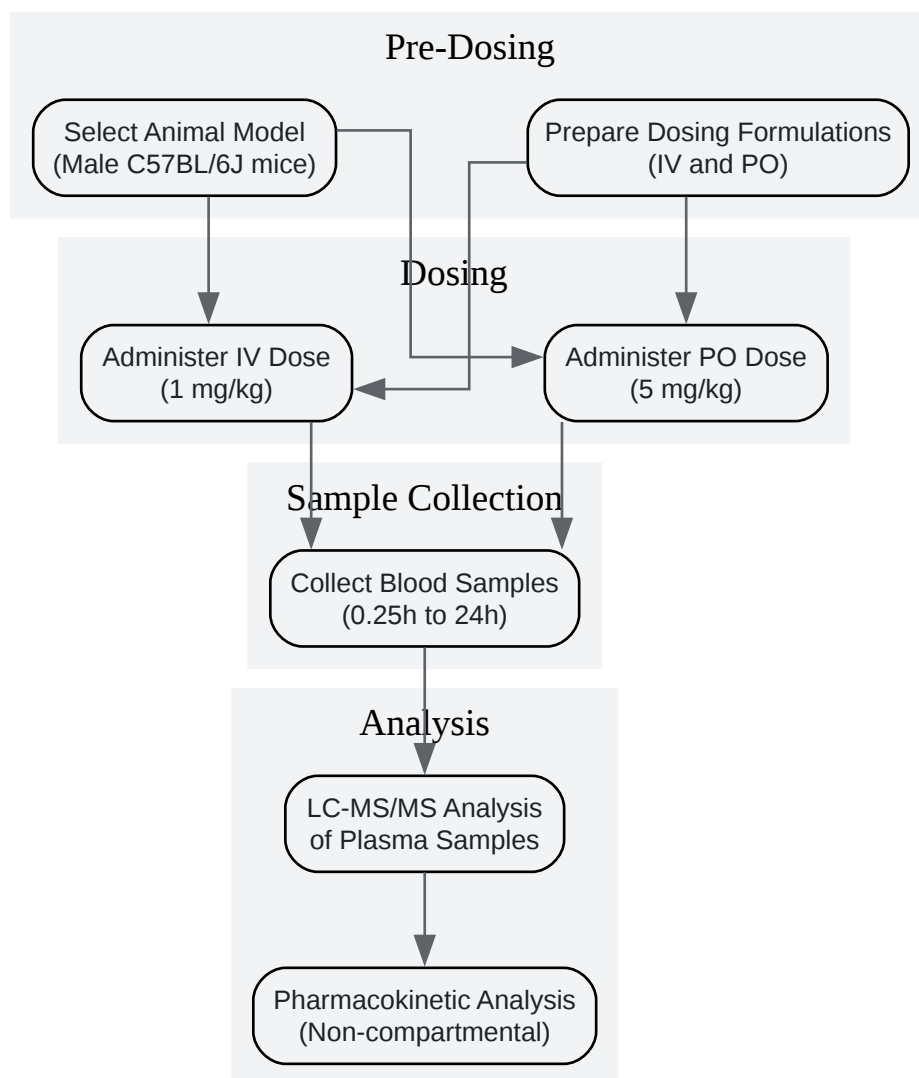 Pre-Dosing
Select Animal Model
(Male C57BL/6J mice)
Prepare Dosing Formulations
(IV and PO)
Dosing
Administer IV Dose
(1 mg/kg)
Administer PO Dose
(5 mg/kg)
Sample Collection
Collect Blood Samples
(0.25h to 24h)
Analysis
LC-MS/MS Analysis
of Plasma Samples
Pharmacokinetic Analysis
(Non-compartmental)